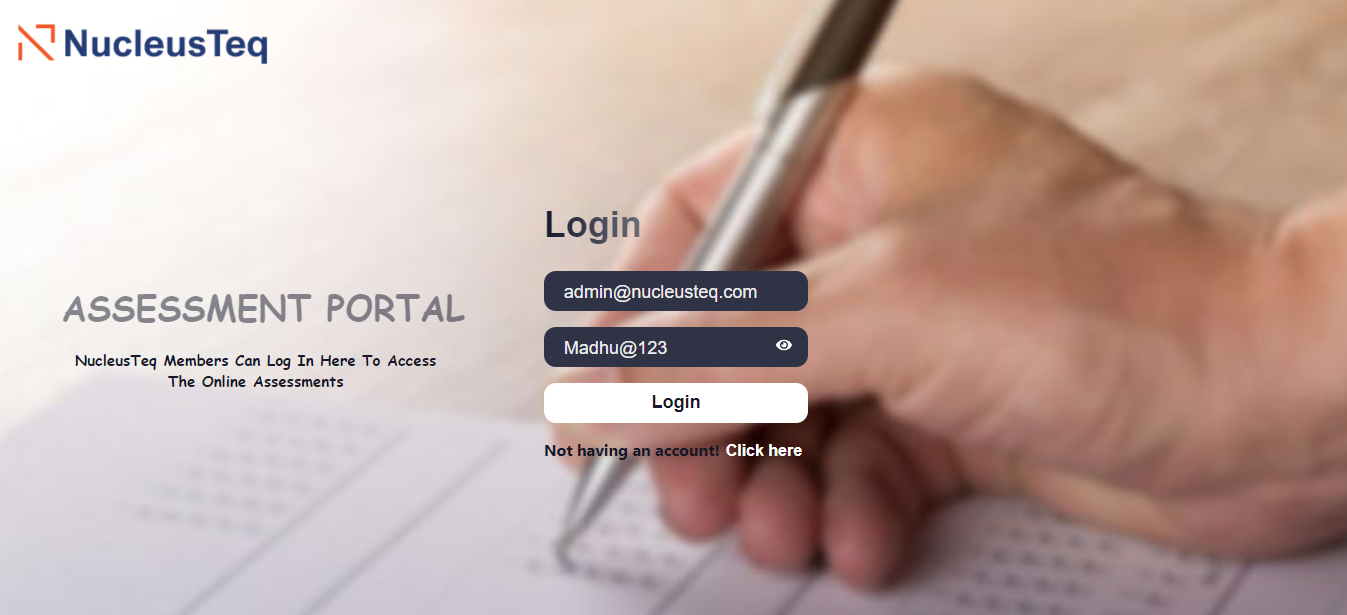 NucleusTeq
Login
admin@nucleusteq.com
ASSESSMENT PORTAL
Madhu@123
NucleusTeq Members Can Log In Here To Access
The Online Assessments
Login
Not having an account! Click here